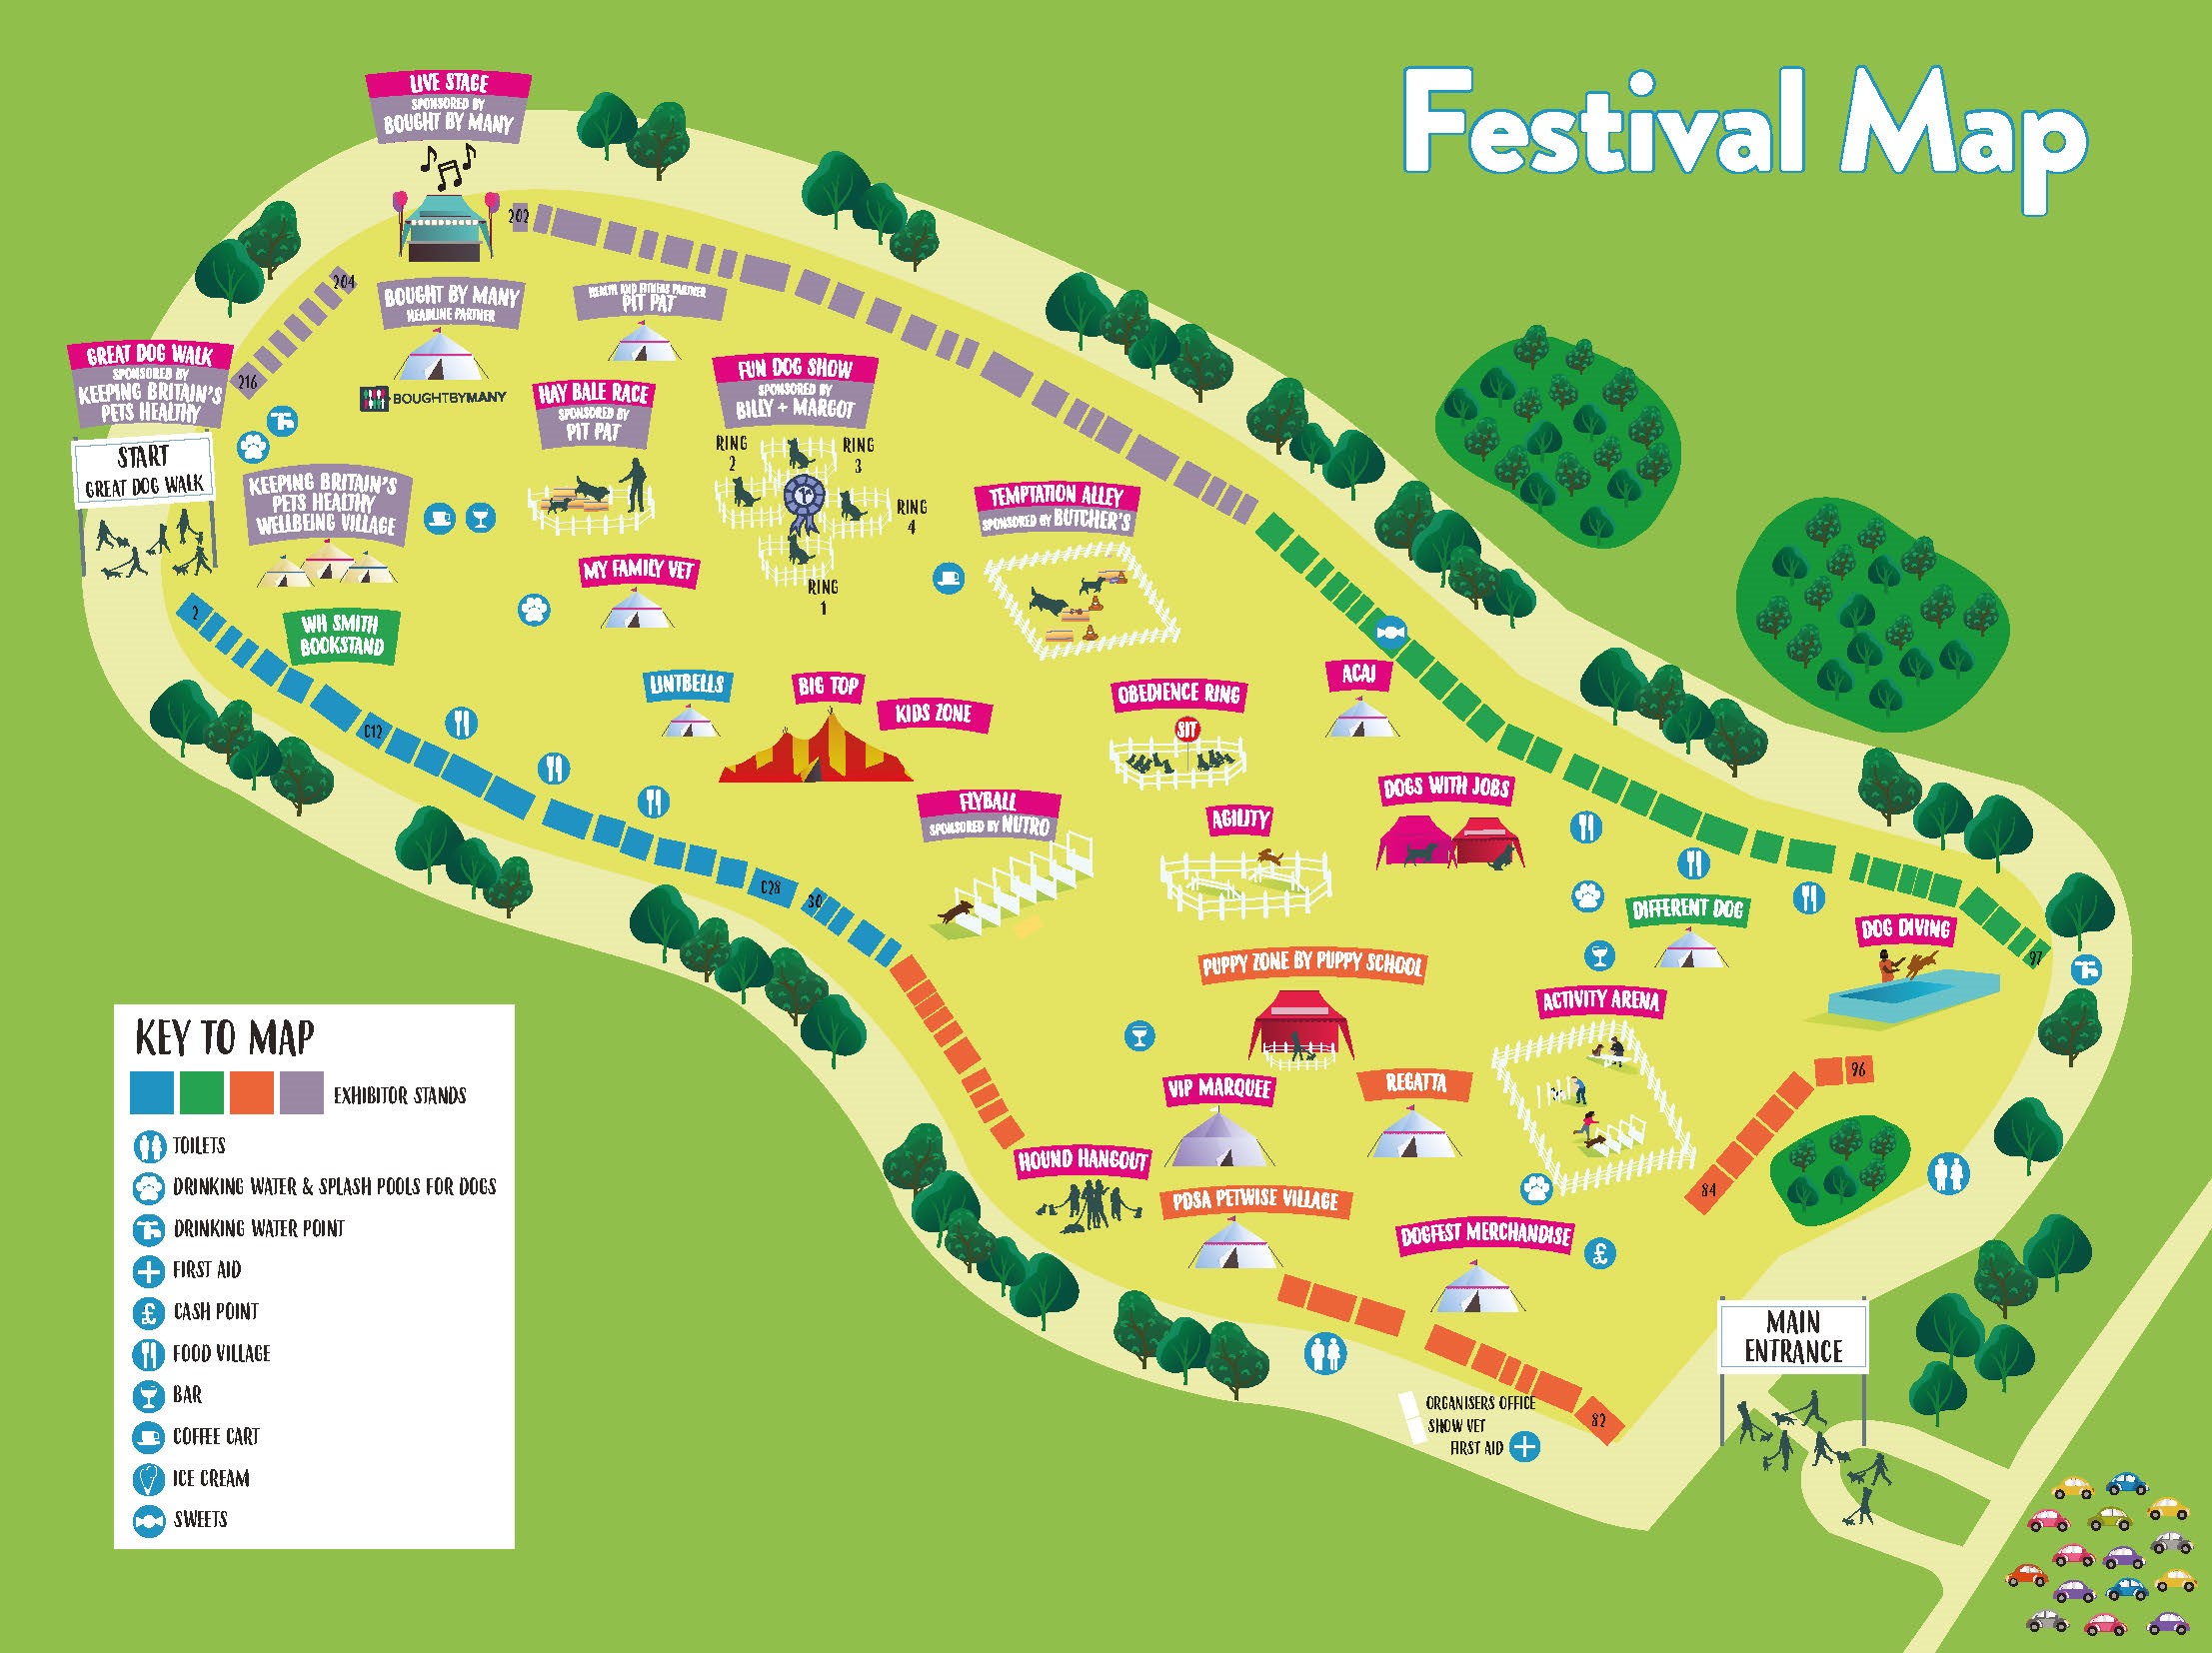 Festival Map
LIVE STAGE
SPONSORED BY
BOUGHT BY MANY
202
204
216
BOUGHT BY MANY
HEADLINE PARTNER
BOUGHTBYMANY
HEALTH AND FITNESS PARTNER
PIT PAT
GREAT DOG WALK
SPONSORED BY
KEEPING BRITAIN'S
PETS HEALTHY
START
GREAT DOG WALK
HAY BALE RACE
SPONSORED BY
PIT PAT
FUN DOG SHOW
SPONSORED BY
BILLY + MARGOT
RING
2
RING
3
RING
4
RING
1
1st
KEEPING BRITAIN'S
PETS HEALTHY
WELLBEING VILLAGE
TEMPTATION ALLEY
SPONSORED BY BUTCHER'S
MY FAMILY VET
2
WH SMITH
BOOKSTAND
C12
LINTBELLS
BIG TOP
KIDS ZONE
OBEDIENCE RING
SIT
ACAI
FLYBALL
SPONSORED BY NUTRO
AGILITY
DOGS WITH JOBS
C28
30
DIFFERENT DOG
DOG DIVING
97
PUPPY ZONE BY PUPPY SCHOOL
ACTIVITY ARENA
VIP MARQUEE
REGATTA
96
84
HOUND HANGOUT
PDSA PETWISE VILLAGE
DOGFEST MERCHANDISE
£
MAIN
ENTRANCE
82
ORGANISERS OFFICE
SHOW VET
FIRST AID
KEY TO MAP
EXHIBITOR STANDS
TOILETS
DRINKING WATER & SPLASH POOLS FOR DOGS
DRINKING WATER POINT
FIRST AID
£ CASH POINT
FOOD VILLAGE
BAR
COFFEE CART
ICE CREAM
SWEETS